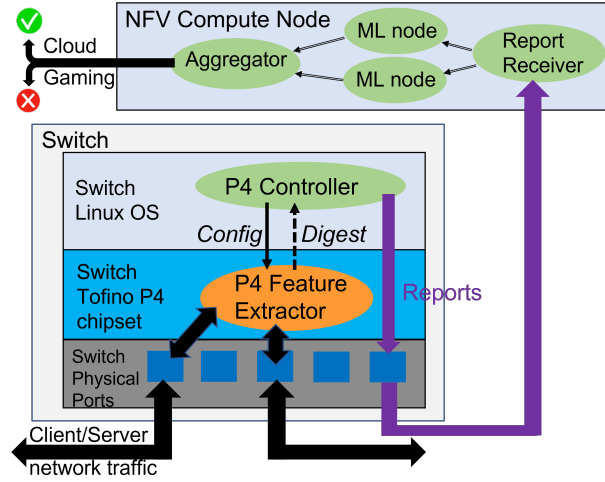 NFV Compute Node
Cloud
Gaming
Aggregator
ML node
ML node
Report
Receiver
Switch
Switch
Linux OS
P4 Controller
Config
Digest
Switch
Tofino P4
chipset
P4 Feature
Extractor
Reports
Switch
Physical
Ports
Client/Server
network traffic